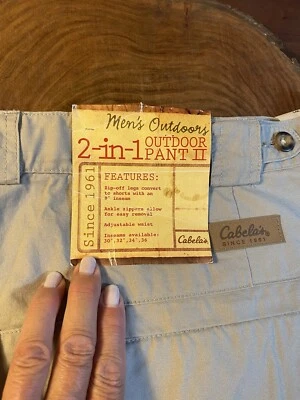 Men's Outdoors
2-in-1 OUTDOOR
PANT II
Since 1961
FEATURES:
Zip-off legs convert
to shorts with an
9" inseam
Ankle zippers allow
for easy removal
Adjustable waist
Inseams available:
30",32",34",36
Cabela's
Cabela's
SINCE 1961